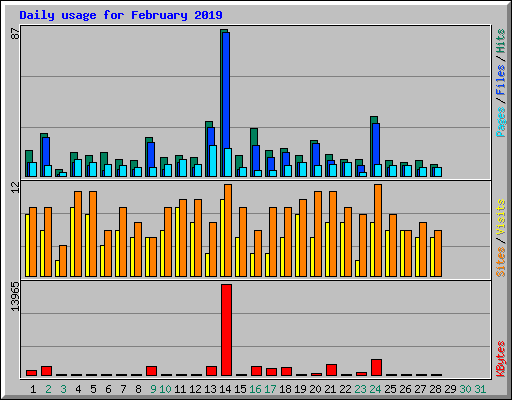 Daily usage for February 2019
87
Pages / Files / Hits
12
Sites / Visits
13965
KBytes
1 2 3 4 5 6 7 8 9 10 11 12 13 14 15 16 17 18 19 20 21 22 23 24 25 26 27 28 29 30 31